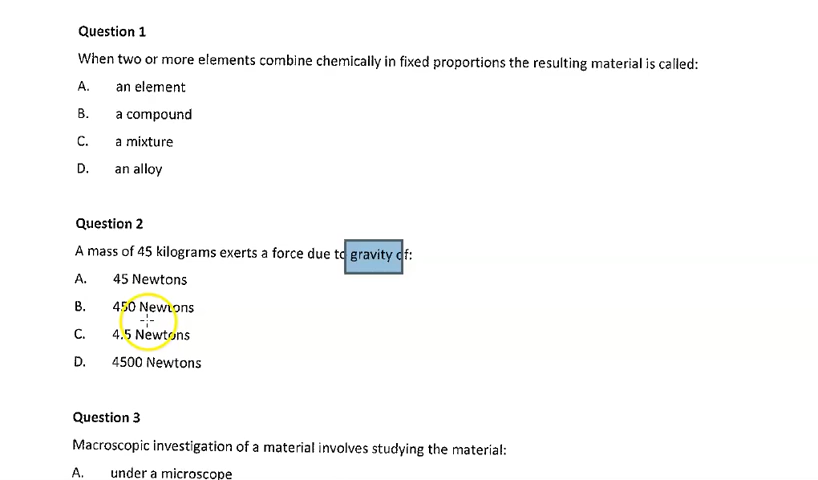 Question 1
When two or more elements combine chemically in fixed proportions the resulting material is called:
A. an element
B. a compound
C. a mixture
D. an alloy
Question 2
A mass of 45 kilograms exerts a force due to gravity of:
A. 45 Newtons
B. 450 Newtons
C. 4.5 Newtons
D. 4500 Newtons
Question 3
Macroscopic investigation of a material involves studying the material:
A. under a microscope